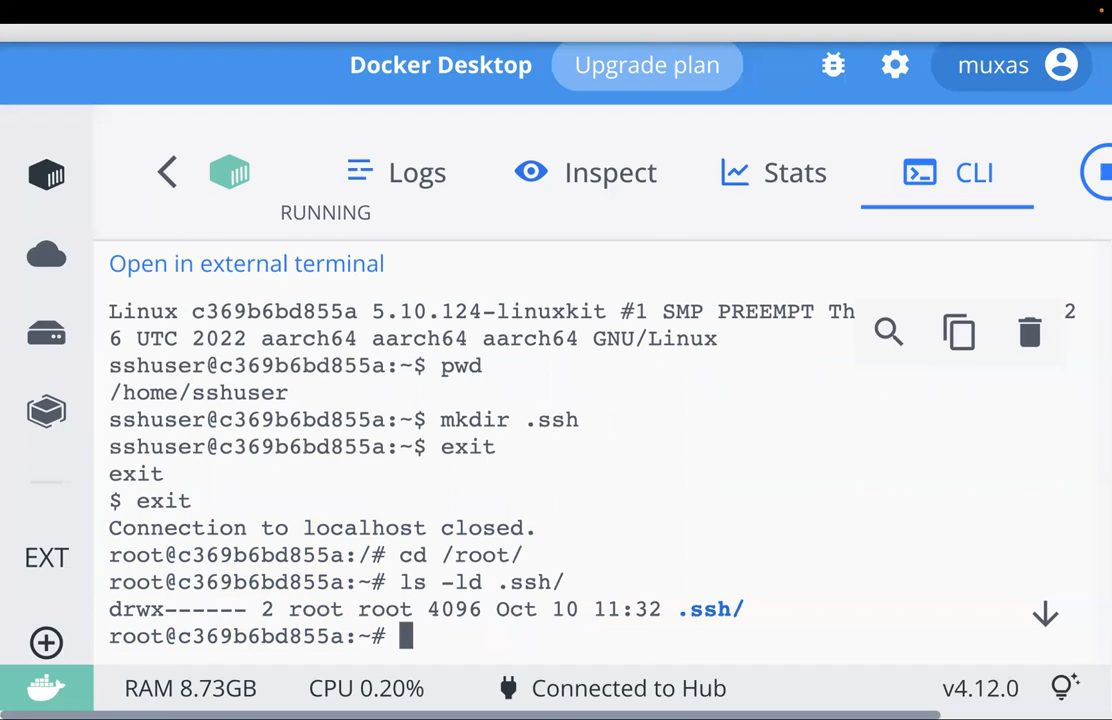 Docker Desktop Upgrade plan muxas
Logs Inspect Stats CLI
RUNNING
Open in external terminal
Linux c369b6bd855a 5.10.124-linuxkit #1 SMP PREEMPT Th 2
6 UTC 2022 aarch64 aarch64 aarch64 GNU/Linux
sshuser@c369b6bd855a:~$ pwd
/home/sshuser
sshuser@c369b6bd855a:~$ mkdir .ssh
sshuser@c369b6bd855a:~$ exit
exit
$ exit
Connection to localhost closed.
root@c369b6bd855a:/# cd /root/
root@c369b6bd855a:~# ls -ld .ssh/
drwx------ 2 root root 4096 Oct 10 11:32 .ssh/
root@c369b6bd855a:~#
EXT
RAM 8.73GB CPU 0.20% Connected to Hub v4.12.0